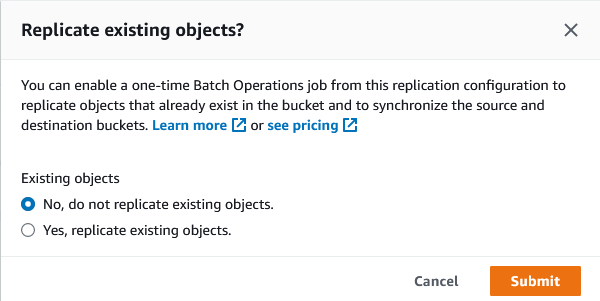 Replicate existing objects?
You can enable a one-time Batch Operations job from this replication configuration to
replicate objects that already exist in the bucket and to synchronize the source and
destination buckets. Learn more or see pricing
Existing objects
No, do not replicate existing objects.
Yes, replicate existing objects.
Cancel Submit